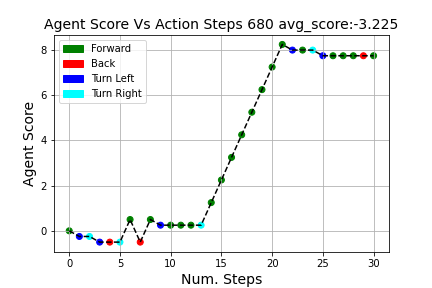 Agent Score Vs Action Steps 680 avg_score:-3.225
Forward
Back
Turn Left
Turn Right
8
6
4
2
0
Agent Score
0 5 10 15 20 25 30
Num. Steps